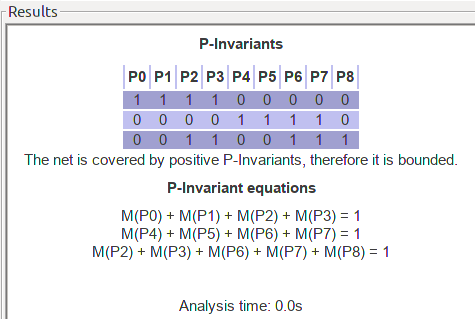 Results
P-Invariants
P0 P1 P2 P3 P4 P5 P6 P7 P8
1 1 1 1 0 0 0 0 0
0 0 0 0 1 1 1 1 0
0 0 1 1 0 0 1 1 1
The net is covered by positive P-Invariants, therefore it is bounded.
P-Invariant equations
M(P0) + M(P1) + M(P2) + M(P3) = 1
M(P4) + M(P5) + M(P6) + M(P7) = 1
M(P2) + M(P3) + M(P6) + M(P7) + M(P8) = 1
Analysis time: 0.0s